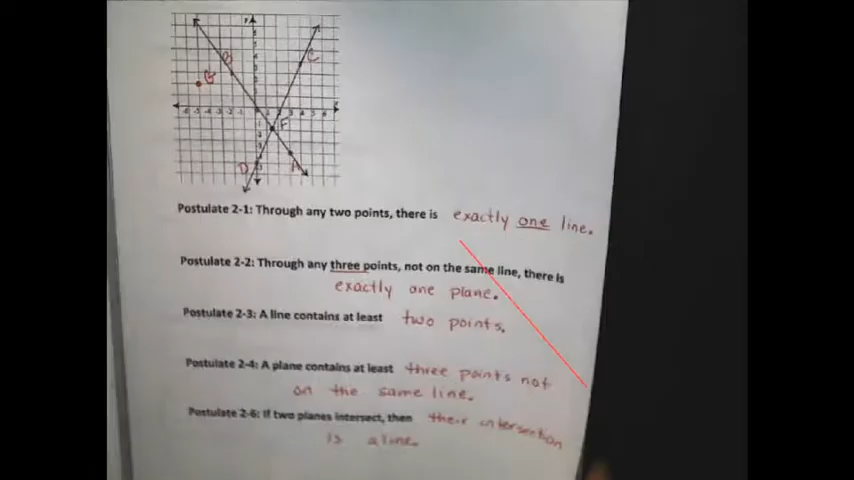 B
C
G
F
D
A
Postulate 2-1: Through any two points, there is exactly one line.
Postulate 2-2: Through any three points, not on the same line, there is
exactly one plane.
Postulate 2-3: A line contains at least two points.
Postulate 2-4: A plane contains at least three points not
on the same line.
Postulate 2-6: If two planes intersect, then their intersection
is a line.